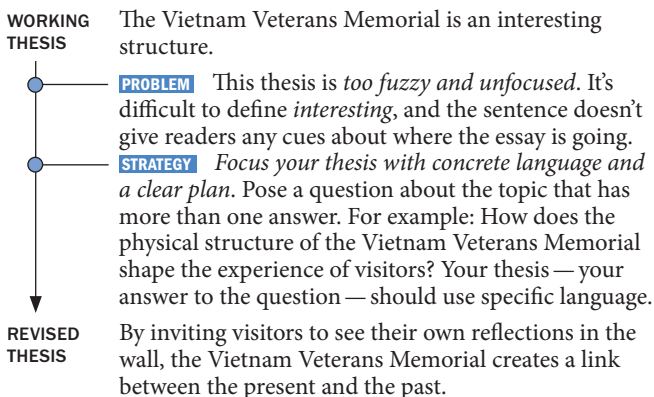 WORKING THESIS
The Vietnam Veterans Memorial is an interesting
structure.
PROBLEM This thesis is too fuzzy and unfocused. It’s
difficult to define interesting, and the sentence doesn’t
give readers any cues about where the essay is going.
STRATEGY Focus your thesis with concrete language and
a clear plan. Pose a question about the topic that has
more than one answer. For example: How does the
physical structure of the Vietnam Veterans Memorial
shape the experience of visitors? Your thesis — your
answer to the question — should use specific language.
REVISED THESIS
By inviting visitors to see their own reflections in the
wall, the Vietnam Veterans Memorial creates a link
between the present and the past.